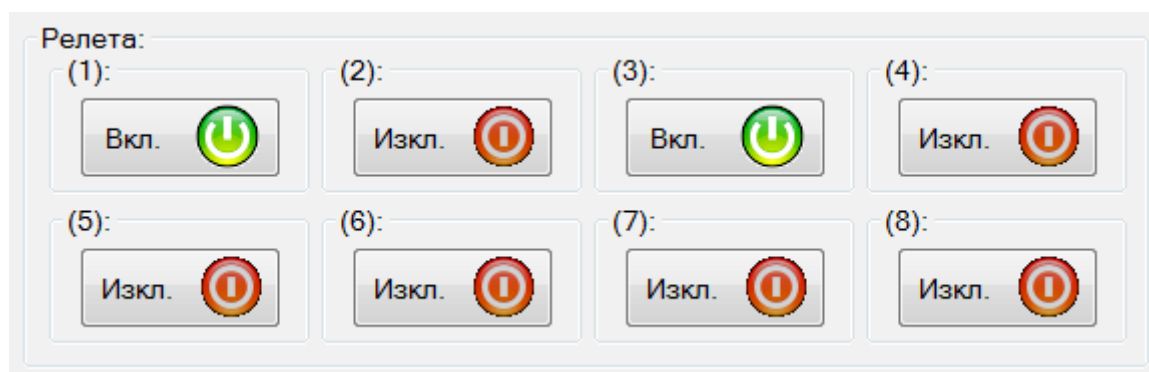 Релета:
(1): (2): (3): (4):
Вкл. Изкл. Вкл. Изкл.
(5): (6): (7): (8):
Изкл. Изкл. Изкл. Изкл.